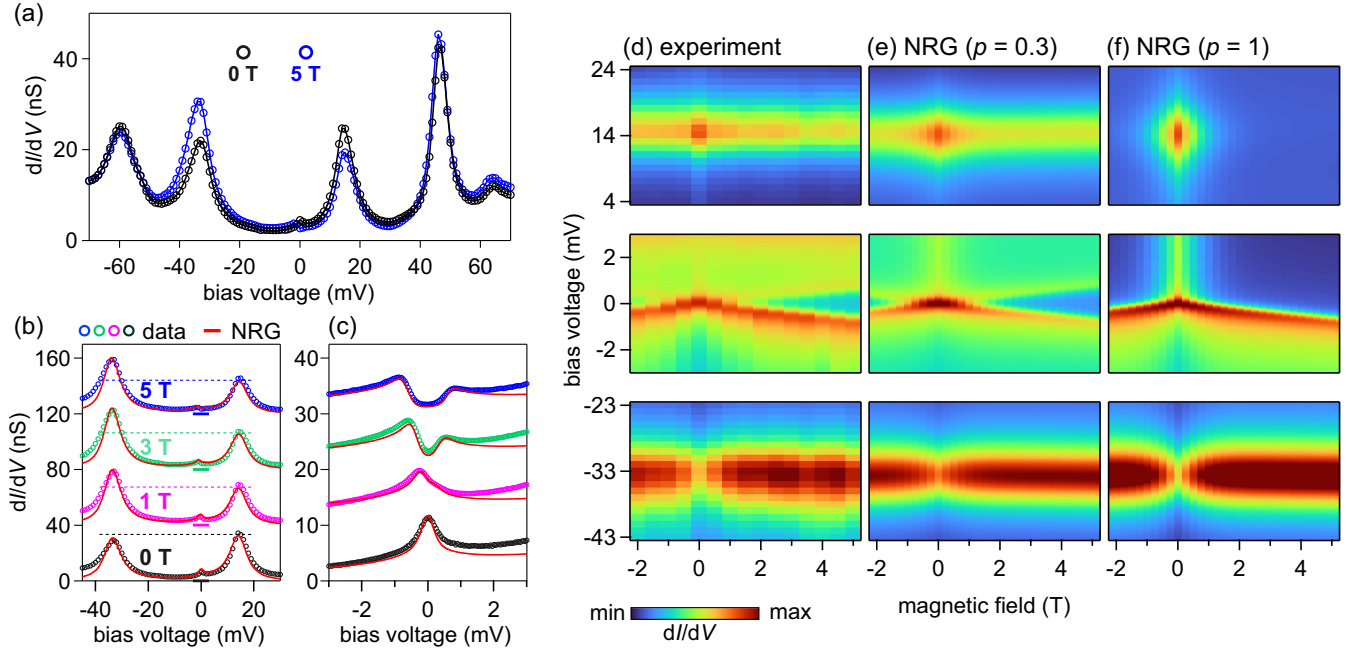 (a)
dI/dV (nS)
40
20
0
0 T
5 T
-60 -40 -20 0 20 40 60
bias voltage (mV)
(b)
data
NRG
dI/dV (nS)
160
120
80
40
0
5 T
3 T
1 T
0 T
-40 -20 0 20
bias voltage (mV)
(c)
40
30
20
10
0
-2 0 2
bias voltage (mV)
(d) experiment
(e) NRG (p = 0.3)
(f) NRG (p = 1)
bias voltage (mV)
24
14
4
2
0
-2
-23
-33
-43
-2 0 2 4
-2 0 2 4
-2 0 2 4
magnetic field (T)
min
max
dI/dV